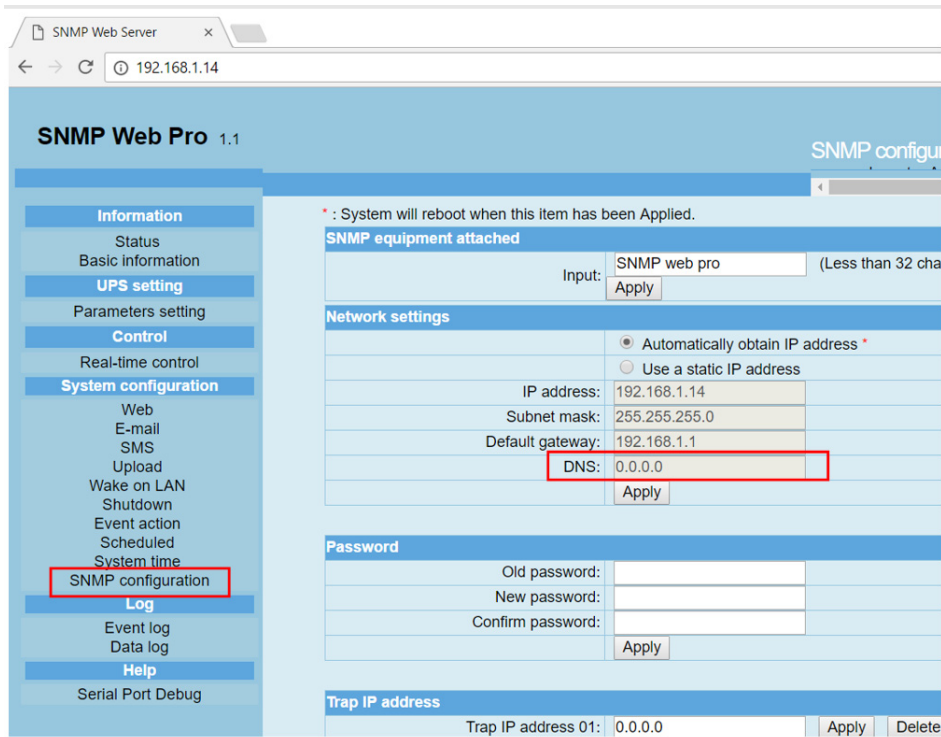 SNMP Web Server
192.168.1.14
SNMP Web Pro 1.1
SNMP
Information
Status
Basic information
UPS setting
Parameters setting
Control
Real-time control
System configuration
Web
E-mail
SMS
Upload
Wake on LAN
Shutdown
Event action
Scheduled
System time
SNMP configuration
Log
Event log
Data log
Help
Serial Port Debug
* : System will reboot when this item has been Applied.
SNMP equipment attached
Input: SNMP web pro (Less than 32 cha
Apply
Network settings
Automatically obtain IP address *
Use a static IP address
IP address: 192.168.1.14
Subnet mask: 255.255.255.0
Default gateway: 192.168.1.1
DNS: 0.0.0.0
Apply
Password
Old password:
New password:
Confirm password:
Apply
Trap IP address
Trap IP address 01: 0.0.0.0 Apply Delete